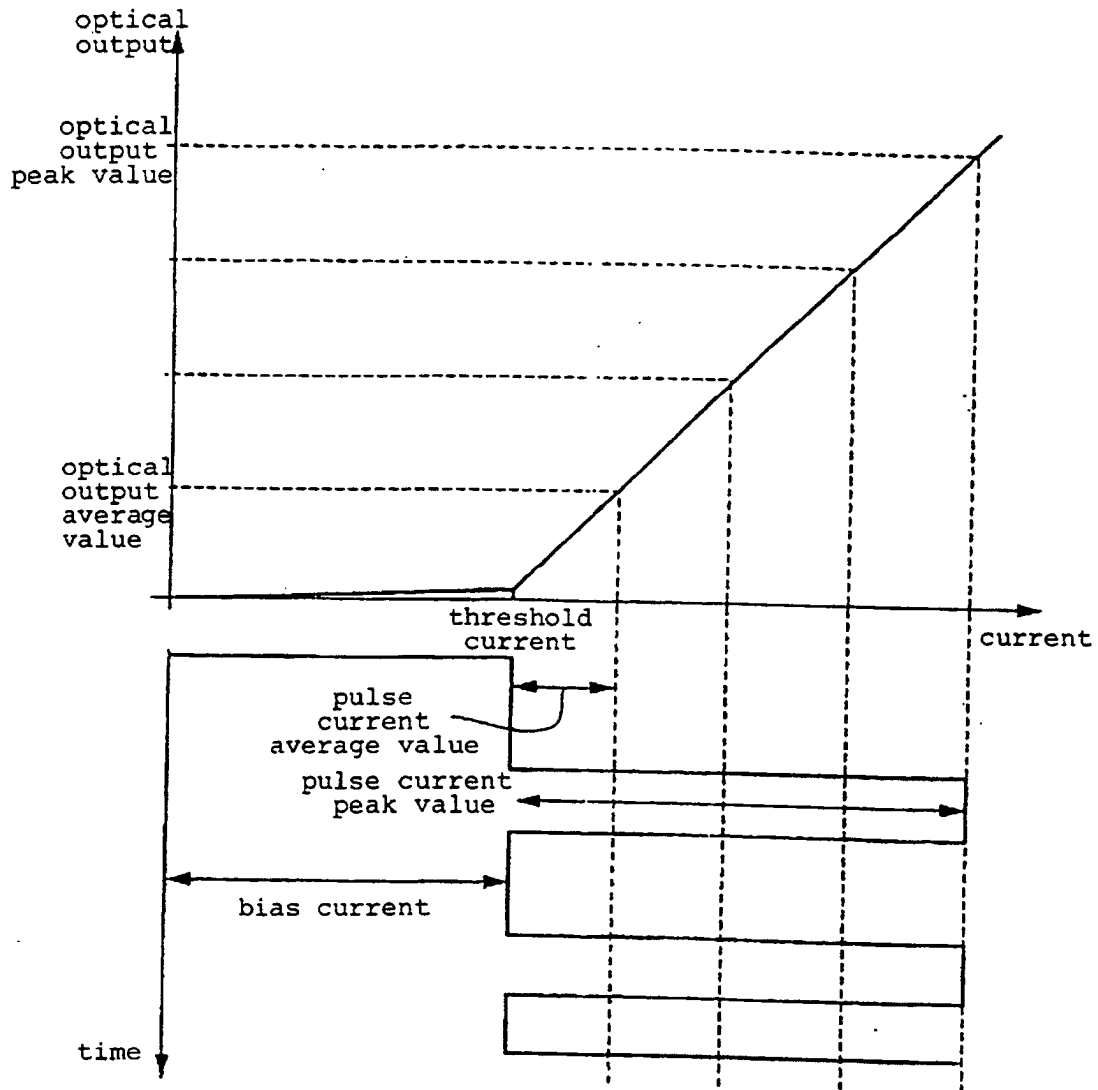 optical
output
optical
output
peak value
optical
output
average
value
threshold
current
current
pulse
current
average value
pulse current
peak value
bias current
time